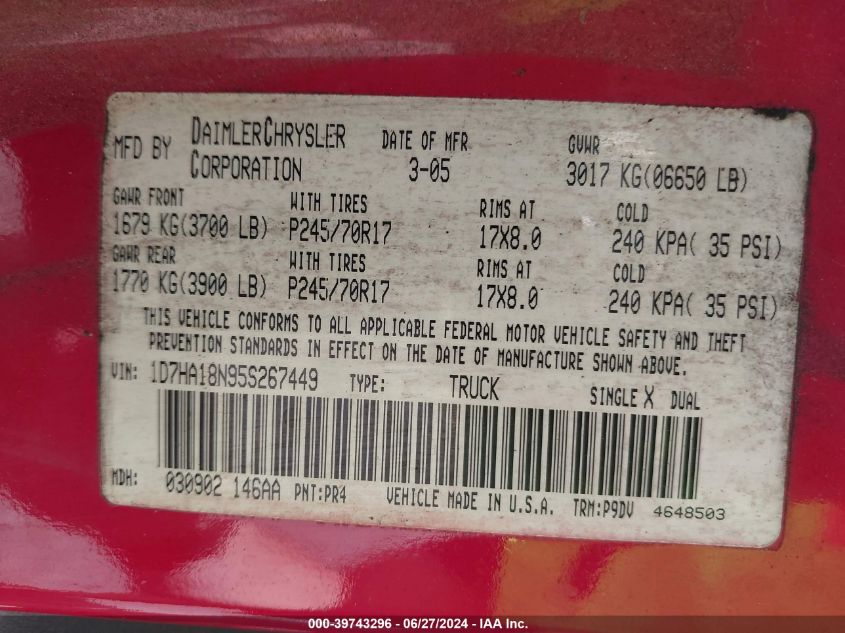 MFD BY DAIMLERCHRYSLER CORPORATION DATE OF MFR 3-05 GVWR 3017 KG(06650 LB)
GAWR FRONT WITH TIRES RIMS AT COLD
1679 KG(3700 LB) P245/70R17 17X8.0 240 KPA( 35 PSI)
GAWR REAR WITH TIRES RIMS AT COLD
1770 KG(3900 LB) P245/70R17 17X8.0 240 KPA( 35 PSI)
THIS VEHICLE CONFORMS TO ALL APPLICABLE FEDERAL MOTOR VEHICLE SAFETY AND THEFT
PREVENTION STANDARDS IN EFFECT ON THE DATE OF MANUFACTURE SHOWN ABOVE.
VIN: 1D7HA18N95S267449 TYPE: TRUCK SINGLE X DUAL
MDH: 030902 146AA PNT:PR4 VEHICLE MADE IN U.S.A. TRM:P9DV 4648503
000-39743296 - 06/27/2024 - IAA Inc.